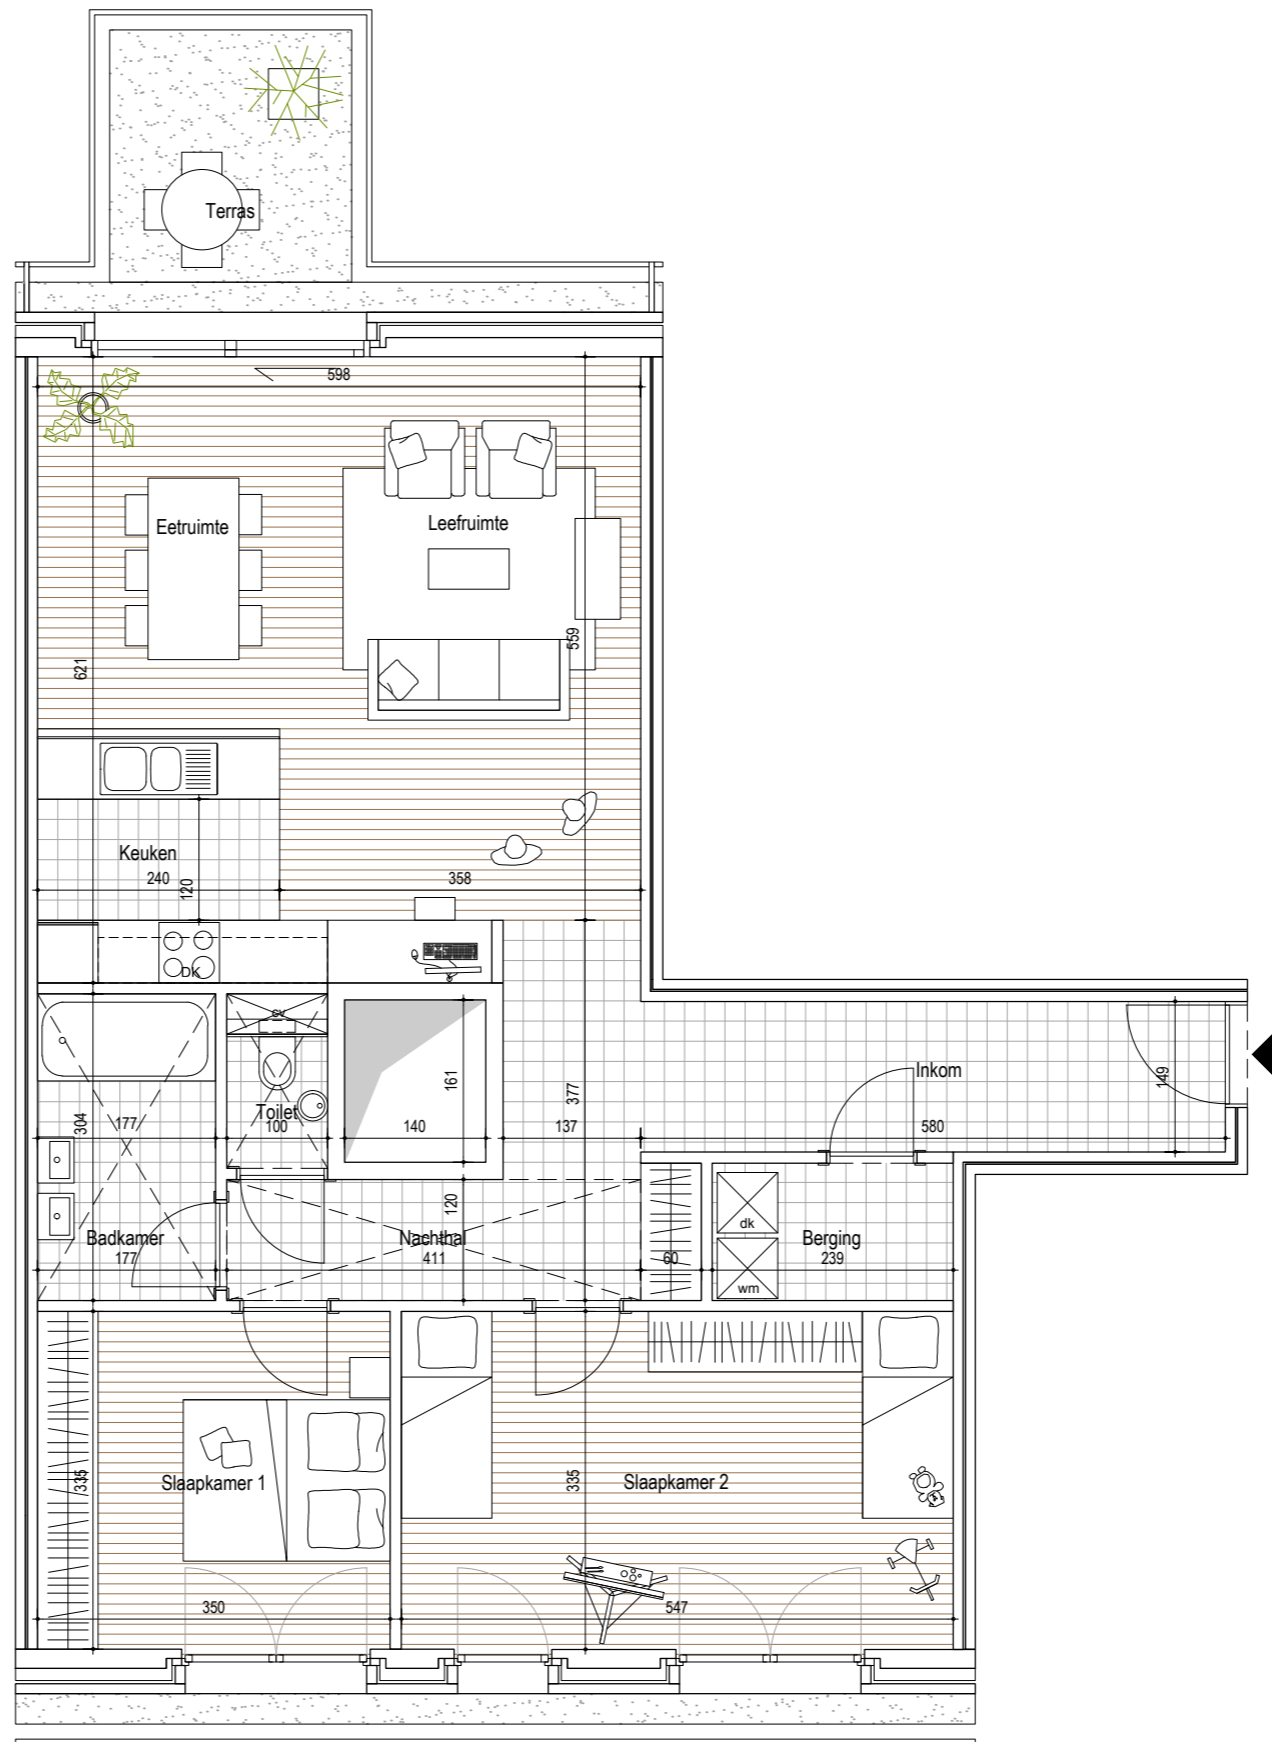 Terras
598
Eetruimte
Leefruimte
621
559
Keuken
240
120
358
DK
cv
161
377
Inkom
149
304
177
Toilet
100
140
137
580
120
dk
Badkamer
177
Nachthal
411
60
Berging
239
wm
335
Slaapkamer 1
335
Slaapkamer 2
350
547